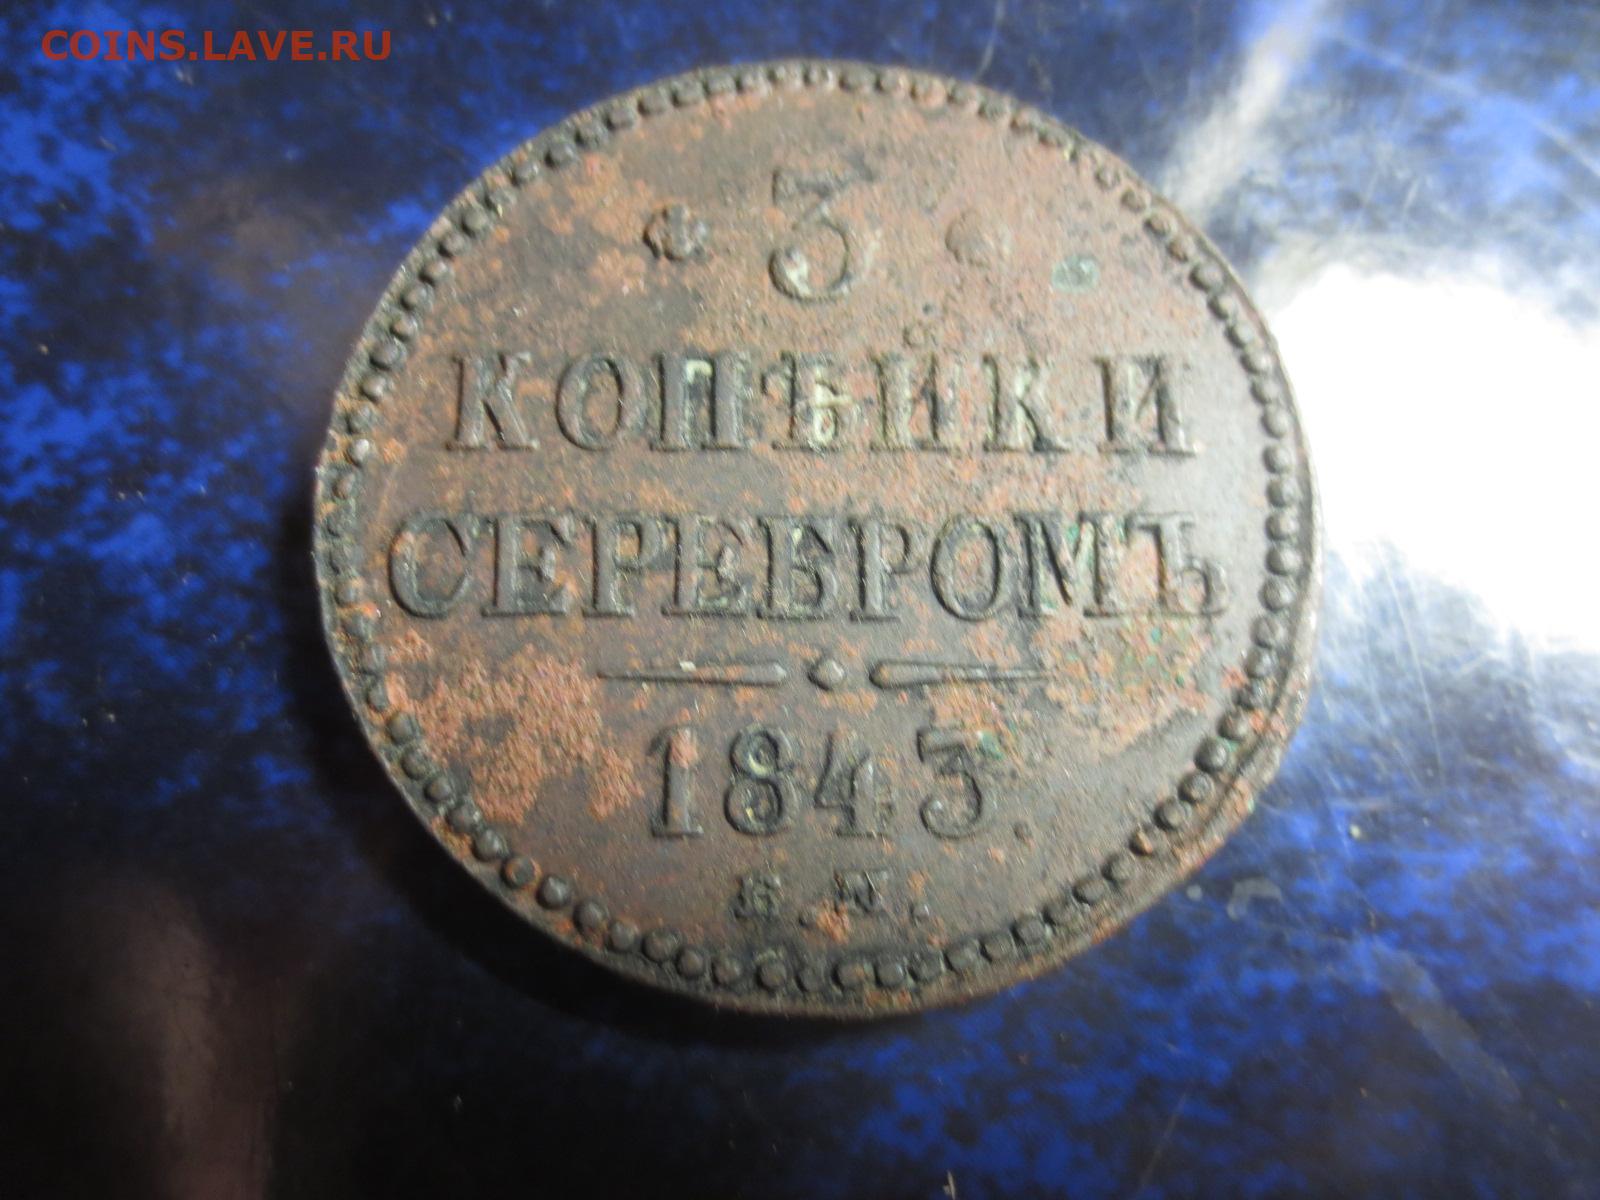 COINS.LAVE.RU
3
КОПѢЙКИ
СЕРЕБРОМЪ
1843.
Е.М.